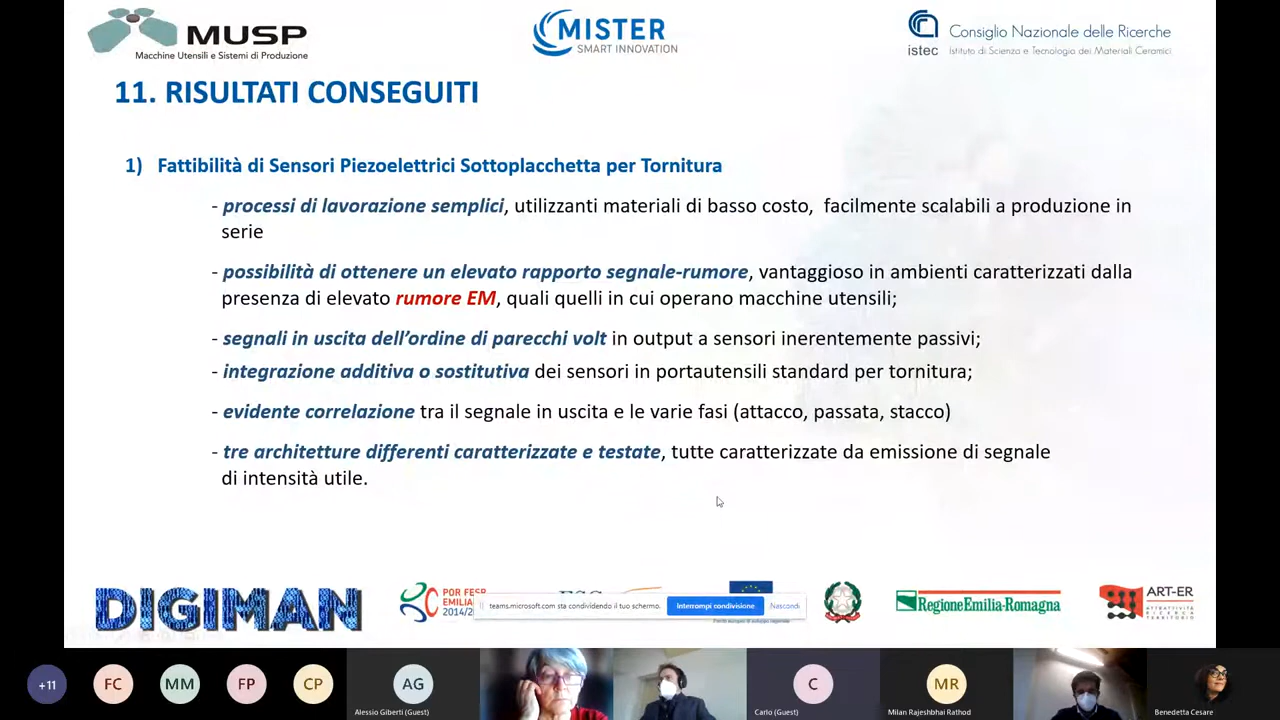 MUSP
Macchine Utensili e Sistemi di Produzione
MISTER
SMART INNOVATION
istec
Consiglio Nazionale delle Ricerche
Istituto di Scienza e Tecnologia dei Materiali Ceramici
11. RISULTATI CONSEGUITI
1) Fattibilità di Sensori Piezoelettrici Sottoplacchetta per Tornitura
- processi di lavorazione semplici, utilizzanti materiali di basso costo, facilmente scalabili a produzione in
serie
- possibilità di ottenere un elevato rapporto segnale-rumore, vantaggioso in ambienti caratterizzati dalla
presenza di elevato rumore EM, quali quelli in cui operano macchine utensili;
- segnali in uscita dell'ordine di parecchi volt in output a sensori inerentemente passivi;
- integrazione additiva o sostitutiva dei sensori in portautensili standard per tornitura;
- evidente correlazione tra il segnale in uscita e le varie fasi (attacco, passata, stacco)
- tre architetture differenti caratterizzate e testate, tutte caratterizzate da emissione di segnale
di intensità utile.
DIGIMAN
POR FESR
EMILIA
2014/2
teams.microsoft.com sta condividendo il tuo schermo.
Interrompi condivisione
Nascondi
RegioneEmilia-Romagna
ART-ER
ATTRATTIVITÀ
RICERCA
TERRITORIO
+11
FC
MM
FP
CP
AG
Alessio Giberti (Guest)
C
Carlo (Guest)
MR
Milan Rajeshbhai Rathod
Benedetta Cesare